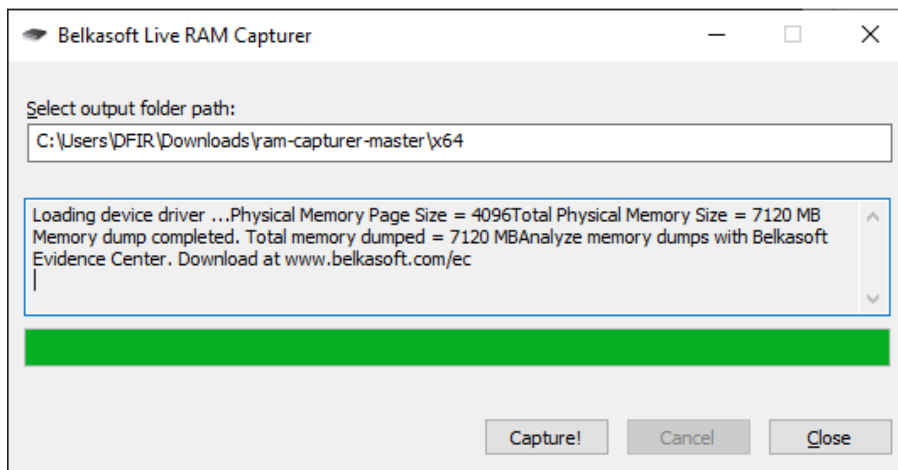 Belkasoft Live RAM Capturer
Select output folder path:
C:\Users\DFIR\Downloads\ram-capturer-master\x64
Loading device driver ...Physical Memory Page Size = 4096Total Physical Memory Size = 7120 MB
Memory dump completed. Total memory dumped = 7120 MBAnalyze memory dumps with Belkasoft
Evidence Center. Download at www.belkasoft.com/ec
Capture! Cancel Close